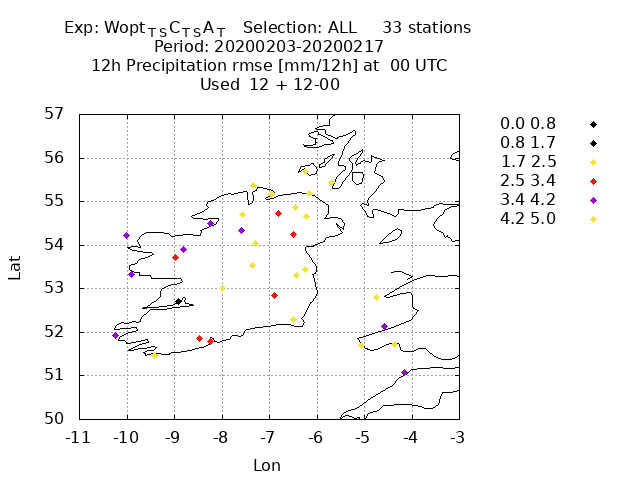 Exp: Wopt TS C TS A T   Selection: ALL     33 stations
Period: 20200203-20200217
12h Precipitation rmse [mm/12h] at  00 UTC
Used  12 + 12-00
57
56
55
54
53
52
51
50
-11 -10 -9 -8 -7 -6 -5 -4 -3
Lat
Lon
0.0 0.8
0.8 1.7
1.7 2.5
2.5 3.4
3.4 4.2
4.2 5.0